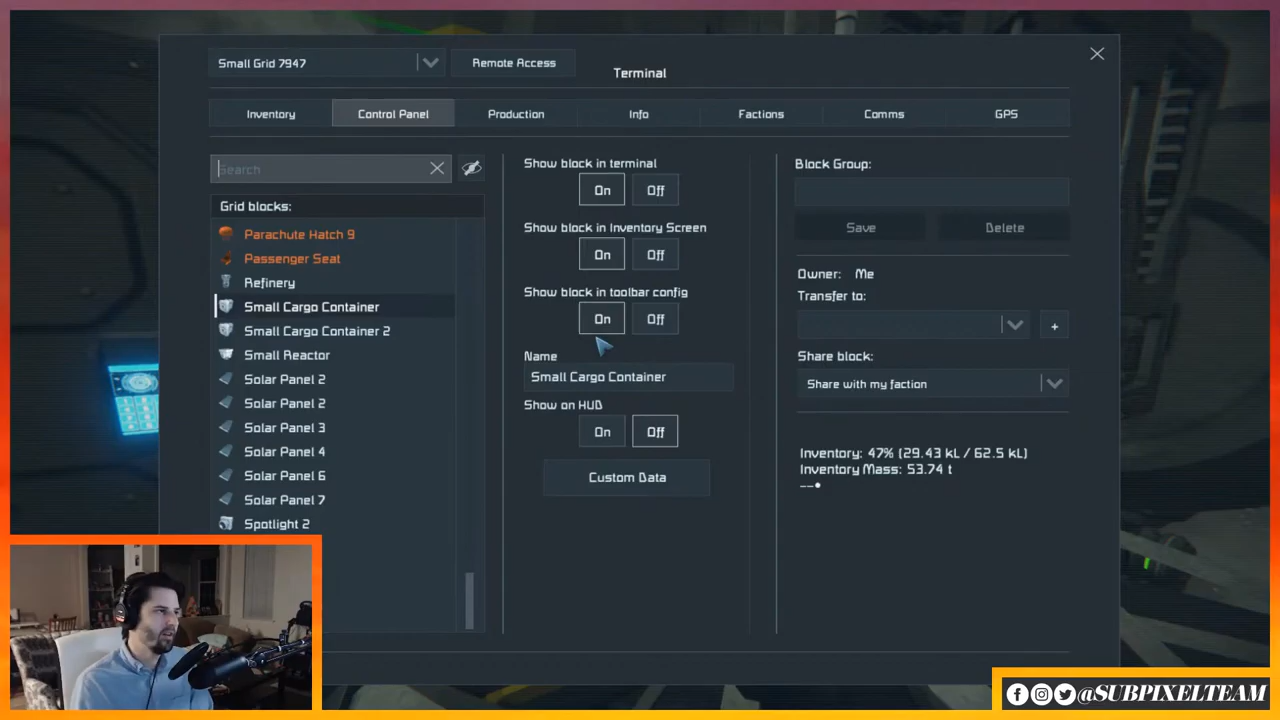 Small Grid 7947
Remote Access
Terminal
Inventory
Control Panel
Production
Info
Factions
Comms
GPS
Search
Grid blocks:
Parachute Hatch 9
Passenger Seat
Refinery
Small Cargo Container
Small Cargo Container 2
Small Reactor
Solar Panel 2
Solar Panel 2
Solar Panel 3
Solar Panel 4
Solar Panel 6
Solar Panel 7
Spotlight 2
Show block in terminal
On Off
Show block in Inventory Screen
On Off
Show block in toolbar config
On Off
Name
Small Cargo Container
Show on HUD
On Off
Custom Data
Block Group:
Save Delete
Owner: Me
Transfer to:
+
Share block:
Share with my faction
Inventory: 47% (29.43 kL / 62.5 kL)
Inventory Mass: 53.74 t
@SUBPIXELTEAM